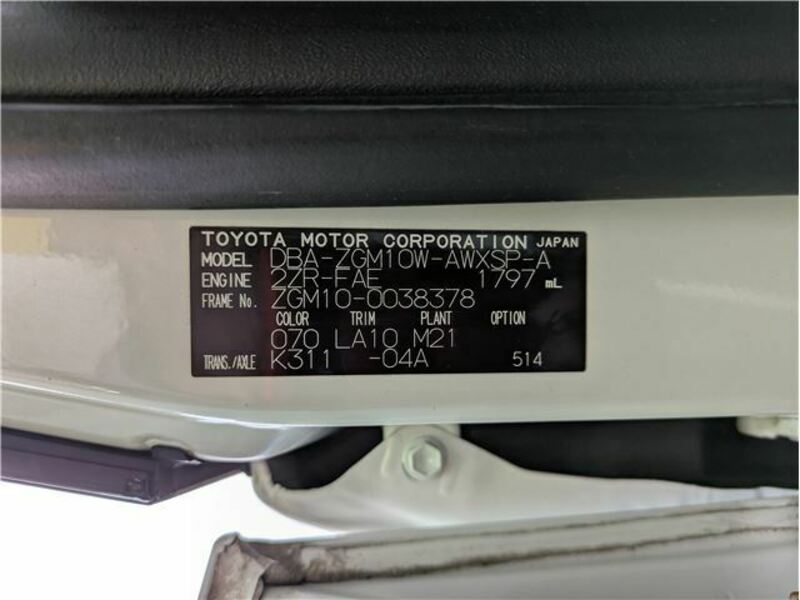 TOYOTA MOTOR CORPORATION JAPAN
MODEL DBA-ZGM10W-AWXSP-A
ENGINE 2ZR-FAE 1797 mL
FRAME No. ZGM10-0038378
COLOR TRIM PLANT OPTION
070 LA10 M21
TRANS./AXLE K311 -04A 514